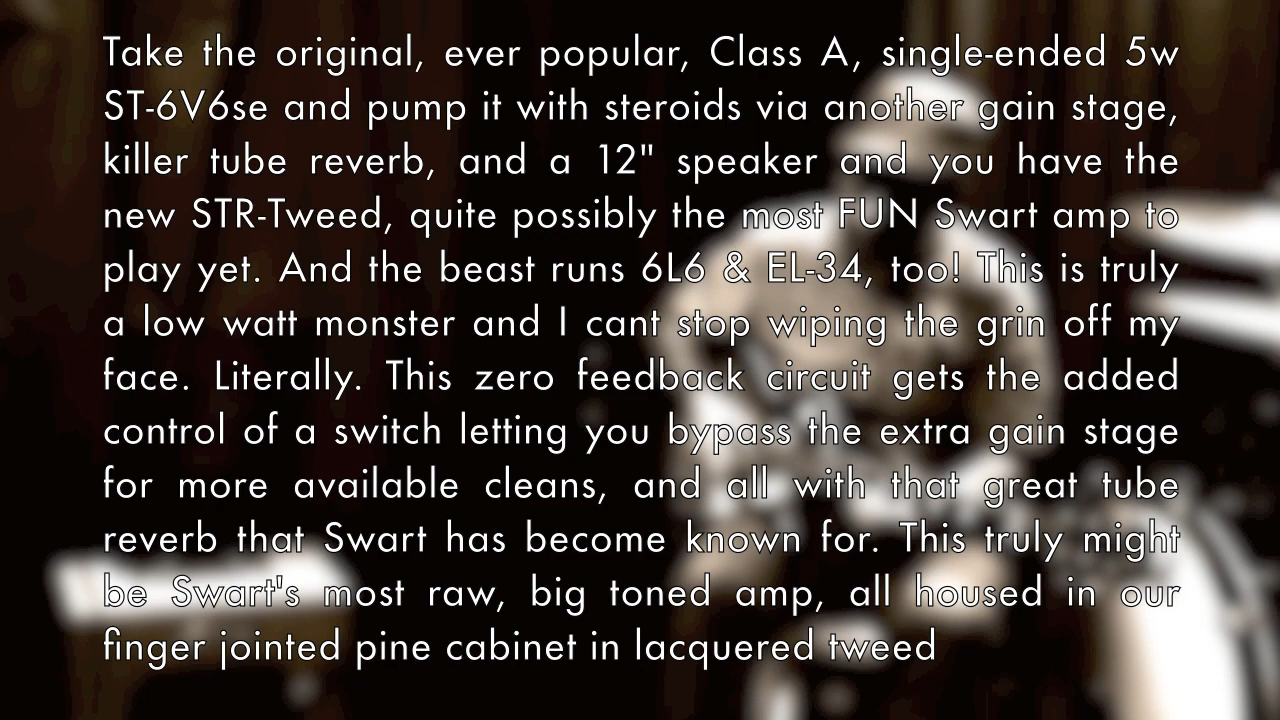 Take the original, ever popular, Class A, single-ended 5w
ST-6V6se and pump it with steroids via another gain stage,
killer tube reverb, and a 12" speaker and you have the
new STR-Tweed, quite possibly the most FUN Swart amp to
play yet. And the beast runs 6L6 & EL-34, too! This is truly
a low watt monster and I cant stop wiping the grin off my
face. Literally. This zero feedback circuit gets the added
control of a switch letting you bypass the extra gain stage
for more available cleans, and all with that great tube
reverb that Swart has become known for. This truly might
be Swart's most raw, big toned amp, all housed in our
finger jointed pine cabinet in lacquered tweed